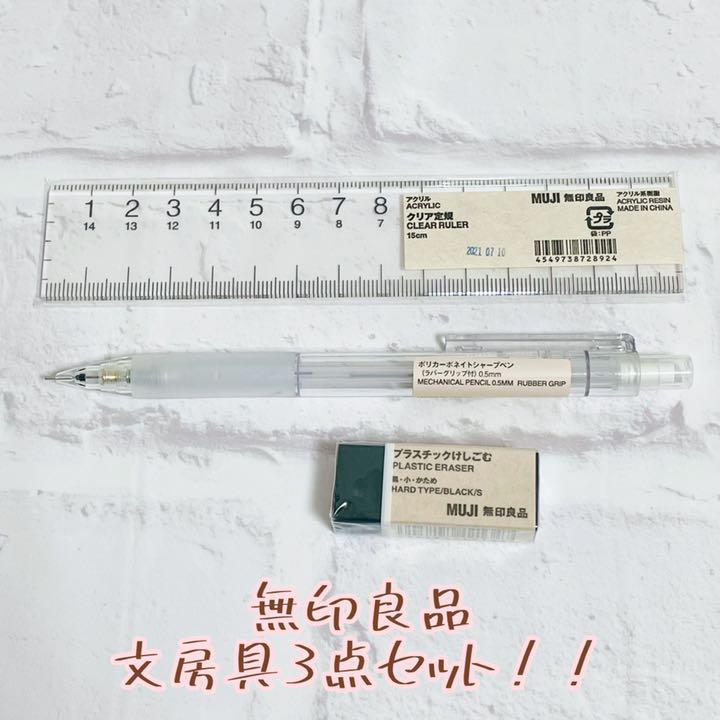 1 2 3 4 5 6 7 8
14 13 12 11 10 9 8 7
アクリル
ACRYLIC
クリア定規
CLEAR RULER
15cm
2021 07 10
MUJI 無印良品
アクリル系樹脂
ACRYLIC RESIN
MADE IN CHINA
プラ
袋:PP
4549738728924
ポリカーボネイトシャープペン
(ラバーグリップ付) 0.5mm
MECHANICAL PENCIL 0.5MM RUBBER GRIP
プラスチックけしごむ
PLASTIC ERASER
黒・小・かため
HARD TYPE/BLACK/S
MUJI 無印良品
無印良品
文房具3点セット!!